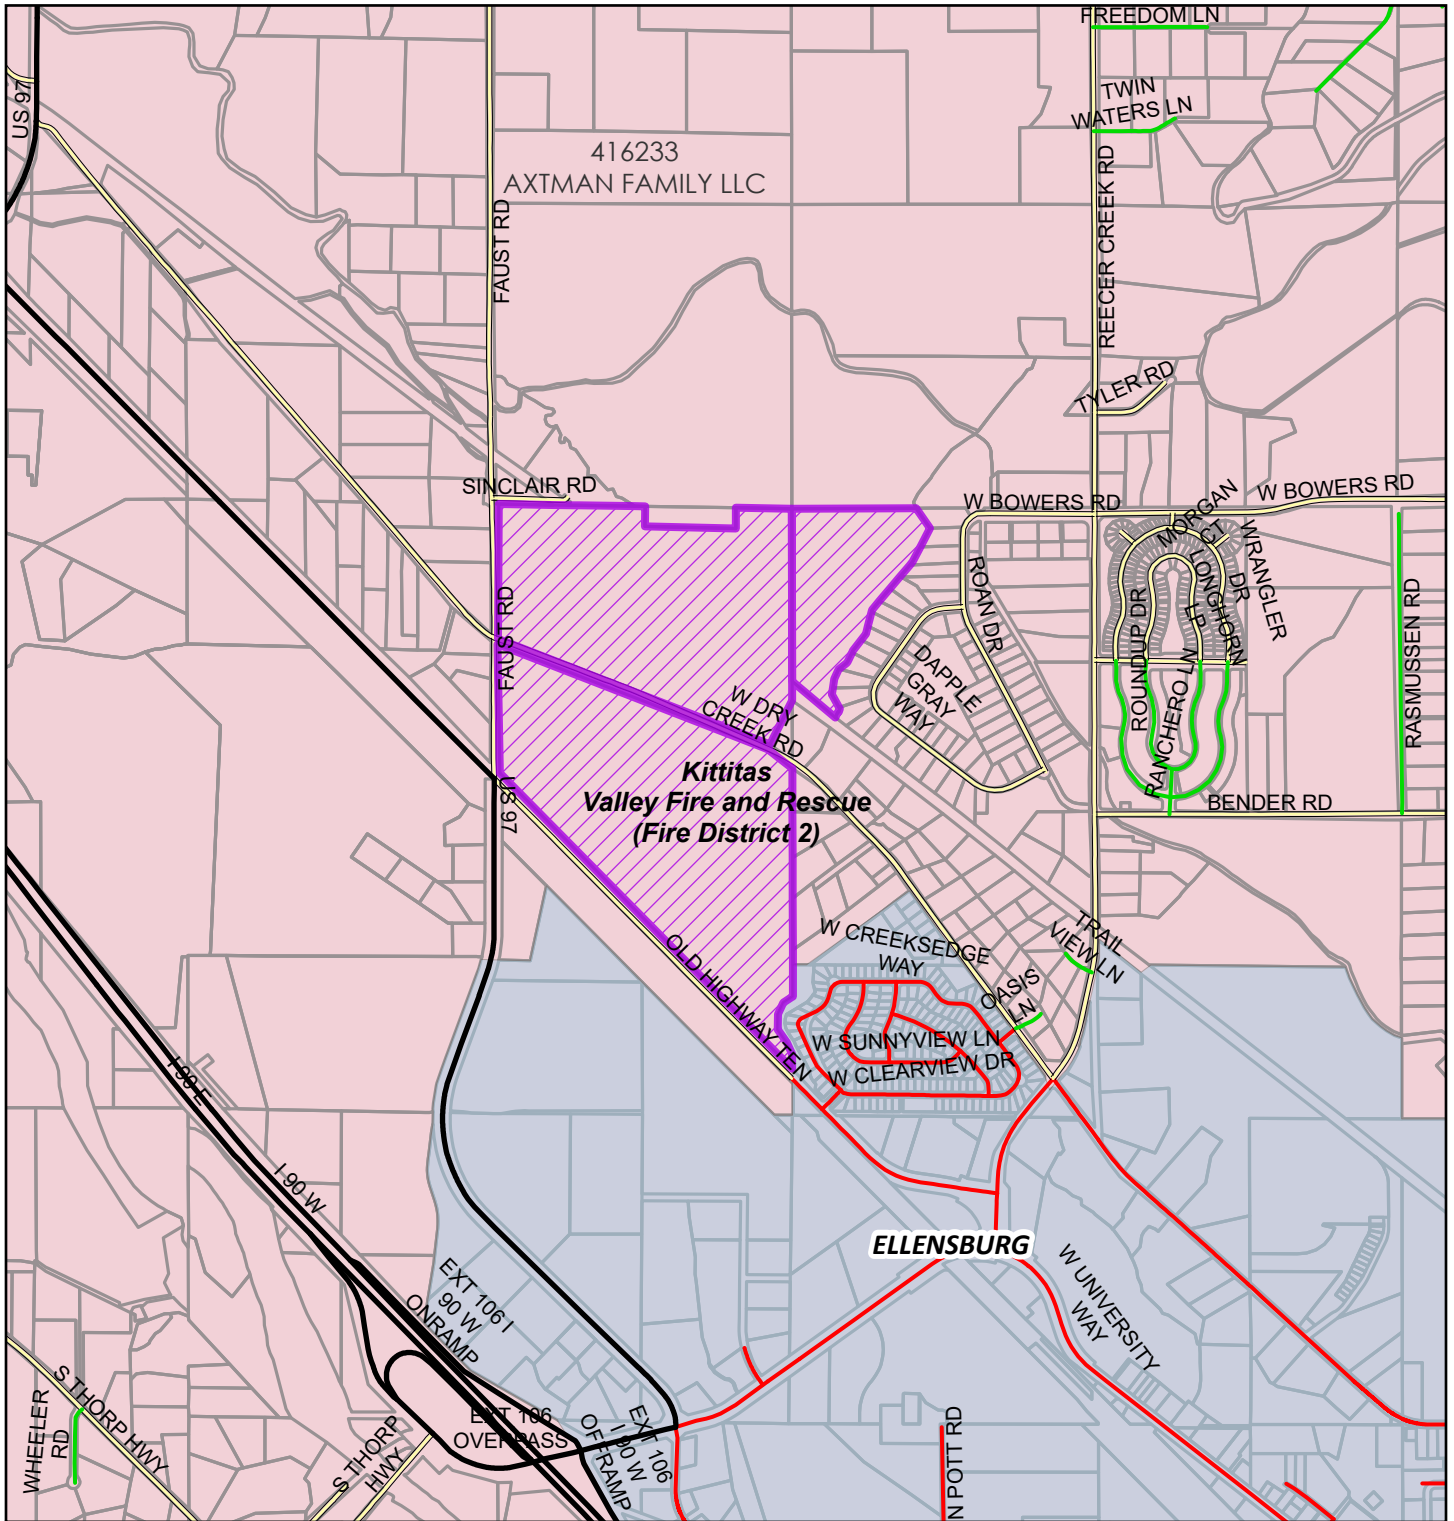 FREEDOM LN
US 97
TWIN
WATERS LN
416233
AXTMAN FAMILY LLC
FAUST RD
REECER CREEK RD
TYLER RD
SINCLAIR RD
W BOWERS RD
W BOWERS RD
MORGAN
CT
WRANGLER
DR
LONGHORN
LP
ROAN DR
FAUST RD
ROUNDUP DR
RANCHERO LN
RASMUSSEN RD
DAPPLE
GRAY
WAY
W DRY
CREEK RD
Kittitas
Valley Fire and Rescue
(Fire District 2)
US 97
BENDER RD
W CREEKSEDGE
WAY
TRAIL
VIEW LN
OLD HIGHWAY TEN
OASIS
LN
W SUNNYVIEW LN
W CLEARVIEW DR
I 90 E
I 90 W
ELLENSBURG
W UNIVERSITY
WAY
EXT 106 I
90 W
ONRAMP
S THORP HWY
WHEELER
RD
S THORP
HWY
EXT 106
OVERPASS
EXT 106
I 90 W
OFFRAMP
N POTT RD